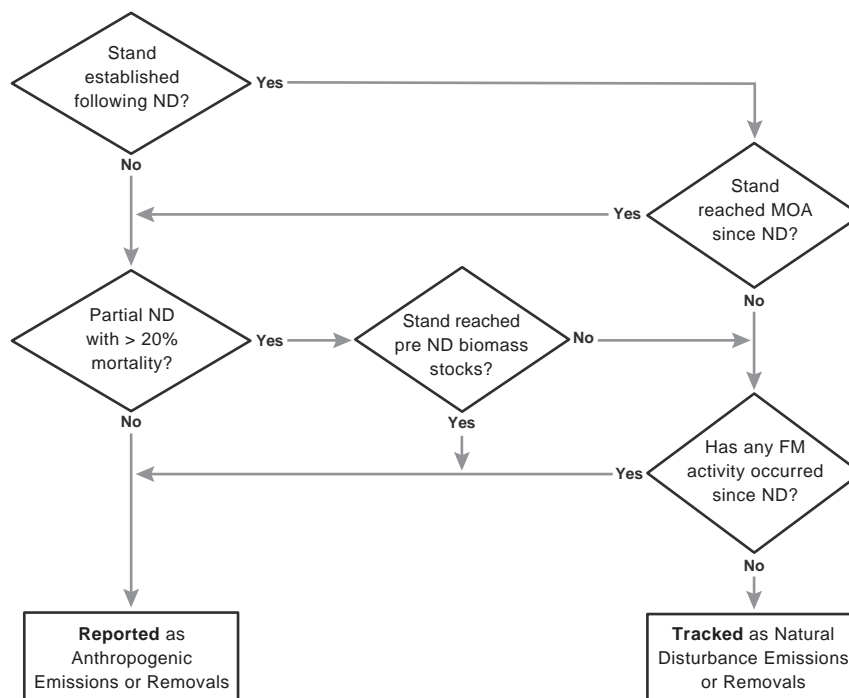 Stand
established
following ND?
Yes
No
Stand
reached MOA
since ND?
Yes
No
Partial ND
with > 20%
mortality?
Yes
No
Stand reached
pre ND biomass
stocks?
No
Yes
Has any FM
activity occurred
since ND?
Yes
No
Reported as
Anthropogenic
Emissions or Removals
Tracked as Natural
Disturbance Emissions
or Removals